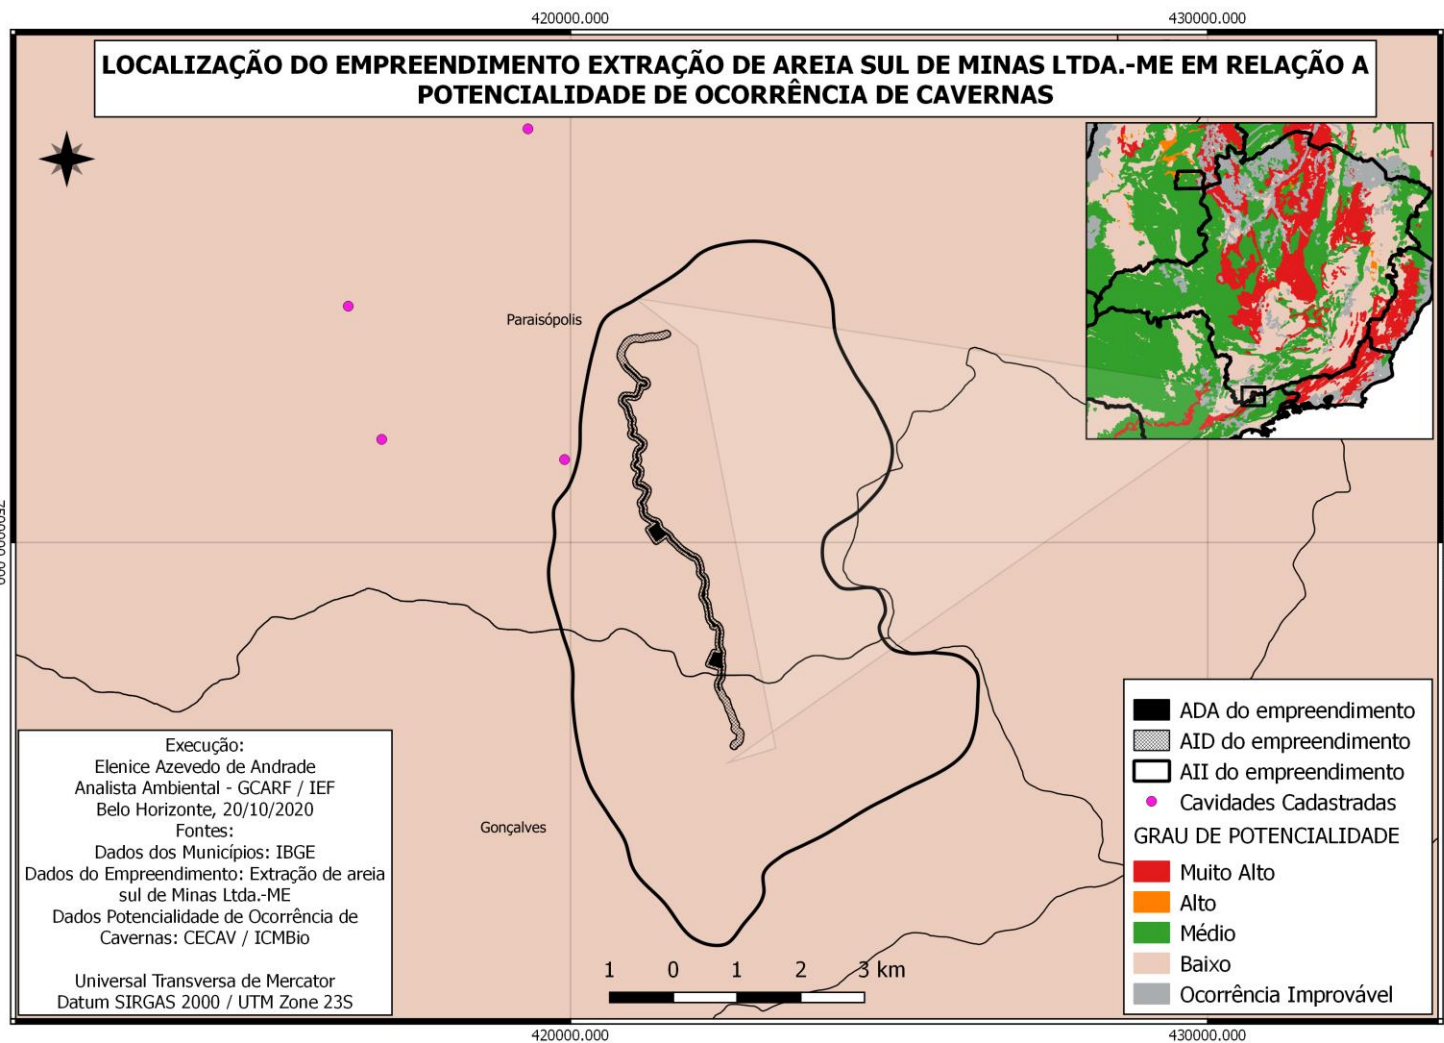 420000.000
430000.000
LOCALIZAÇÃO DO EMPREENDIMENTO EXTRAÇÃO DE AREIA SUL DE MINAS LTDA.-ME EM RELAÇÃO A
POTENCIALIDADE DE OCORRÊNCIA DE CAVERNAS
Paraisópolis
Gonçalves
Execução:
Elenice Azevedo de Andrade
Analista Ambiental - GCARF / IEF
Belo Horizonte, 20/10/2020
Fontes:
Dados dos Municípios: IBGE
Dados do Empreendimento: Extração de areia
sul de Minas Ltda.-ME
Dados Potencialidade de Ocorrência de
Cavernas: CECAV / ICMBio
Universal Transversa de Mercator
Datum SIRGAS 2000 / UTM Zone 23S
1 0 1 2 3 km
ADA do empreendimento
AID do empreendimento
AII do empreendimento
Cavidades Cadastradas
GRAU DE POTENCIALIDADE
Muito Alto
Alto
Médio
Baixo
Ocorrência Improvável
420000.000
430000.000